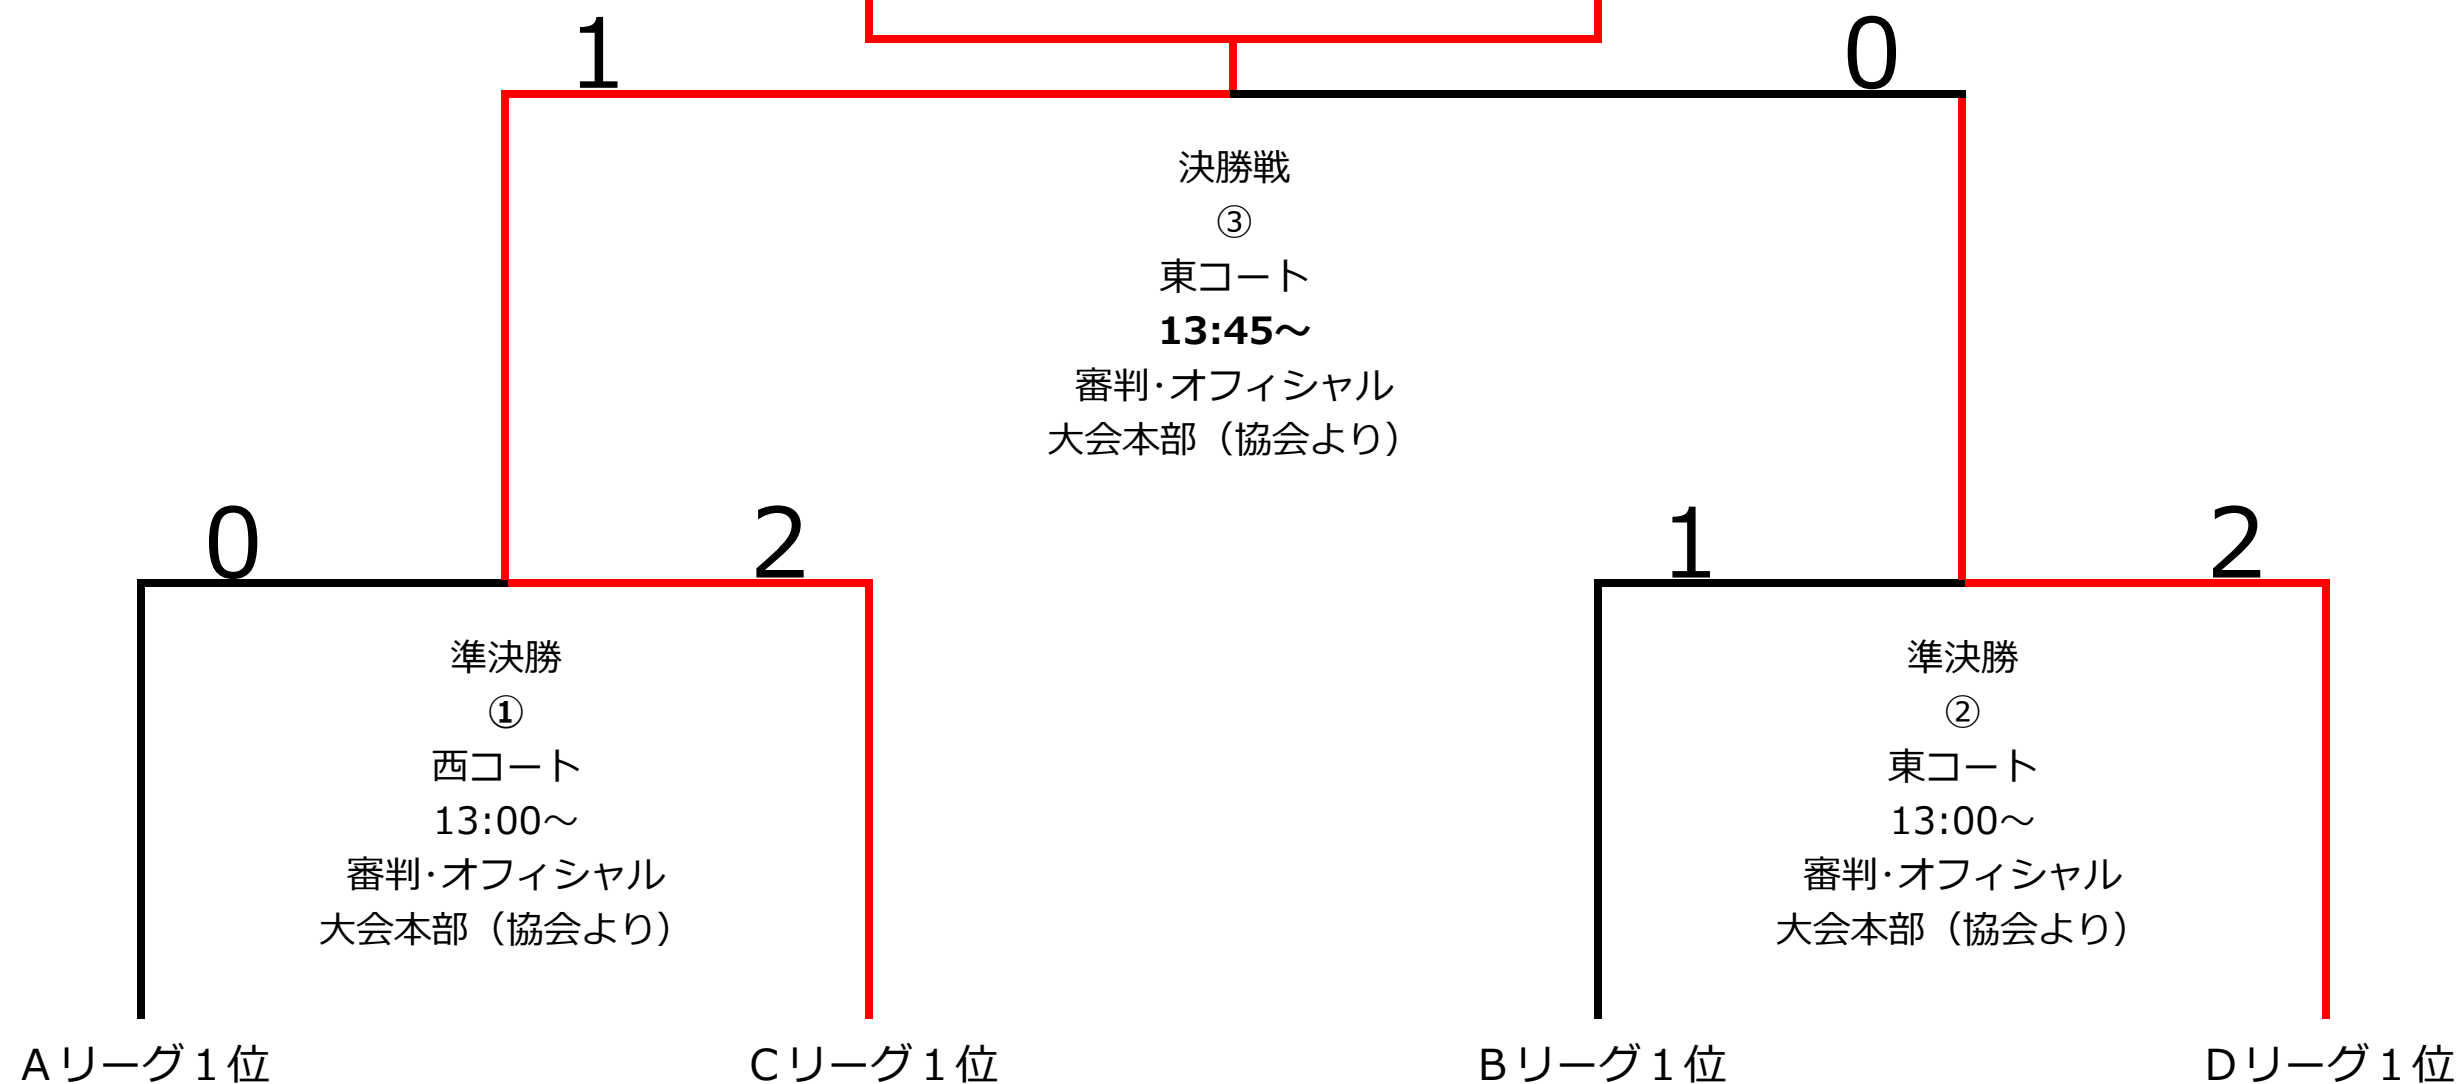 1
0
決勝戦
③
東コート
13:45～
審判･オフィシャル
大会本部（協会より）
0
2
1
2
準決勝
①
西コート
13:00～
審判･オフィシャル
大会本部（協会より）
準決勝
②
東コート
13:00～
審判･オフィシャル
大会本部（協会より）
Ａリーグ１位
Ｃリーグ１位
Ｂリーグ１位
Ｄリーグ１位